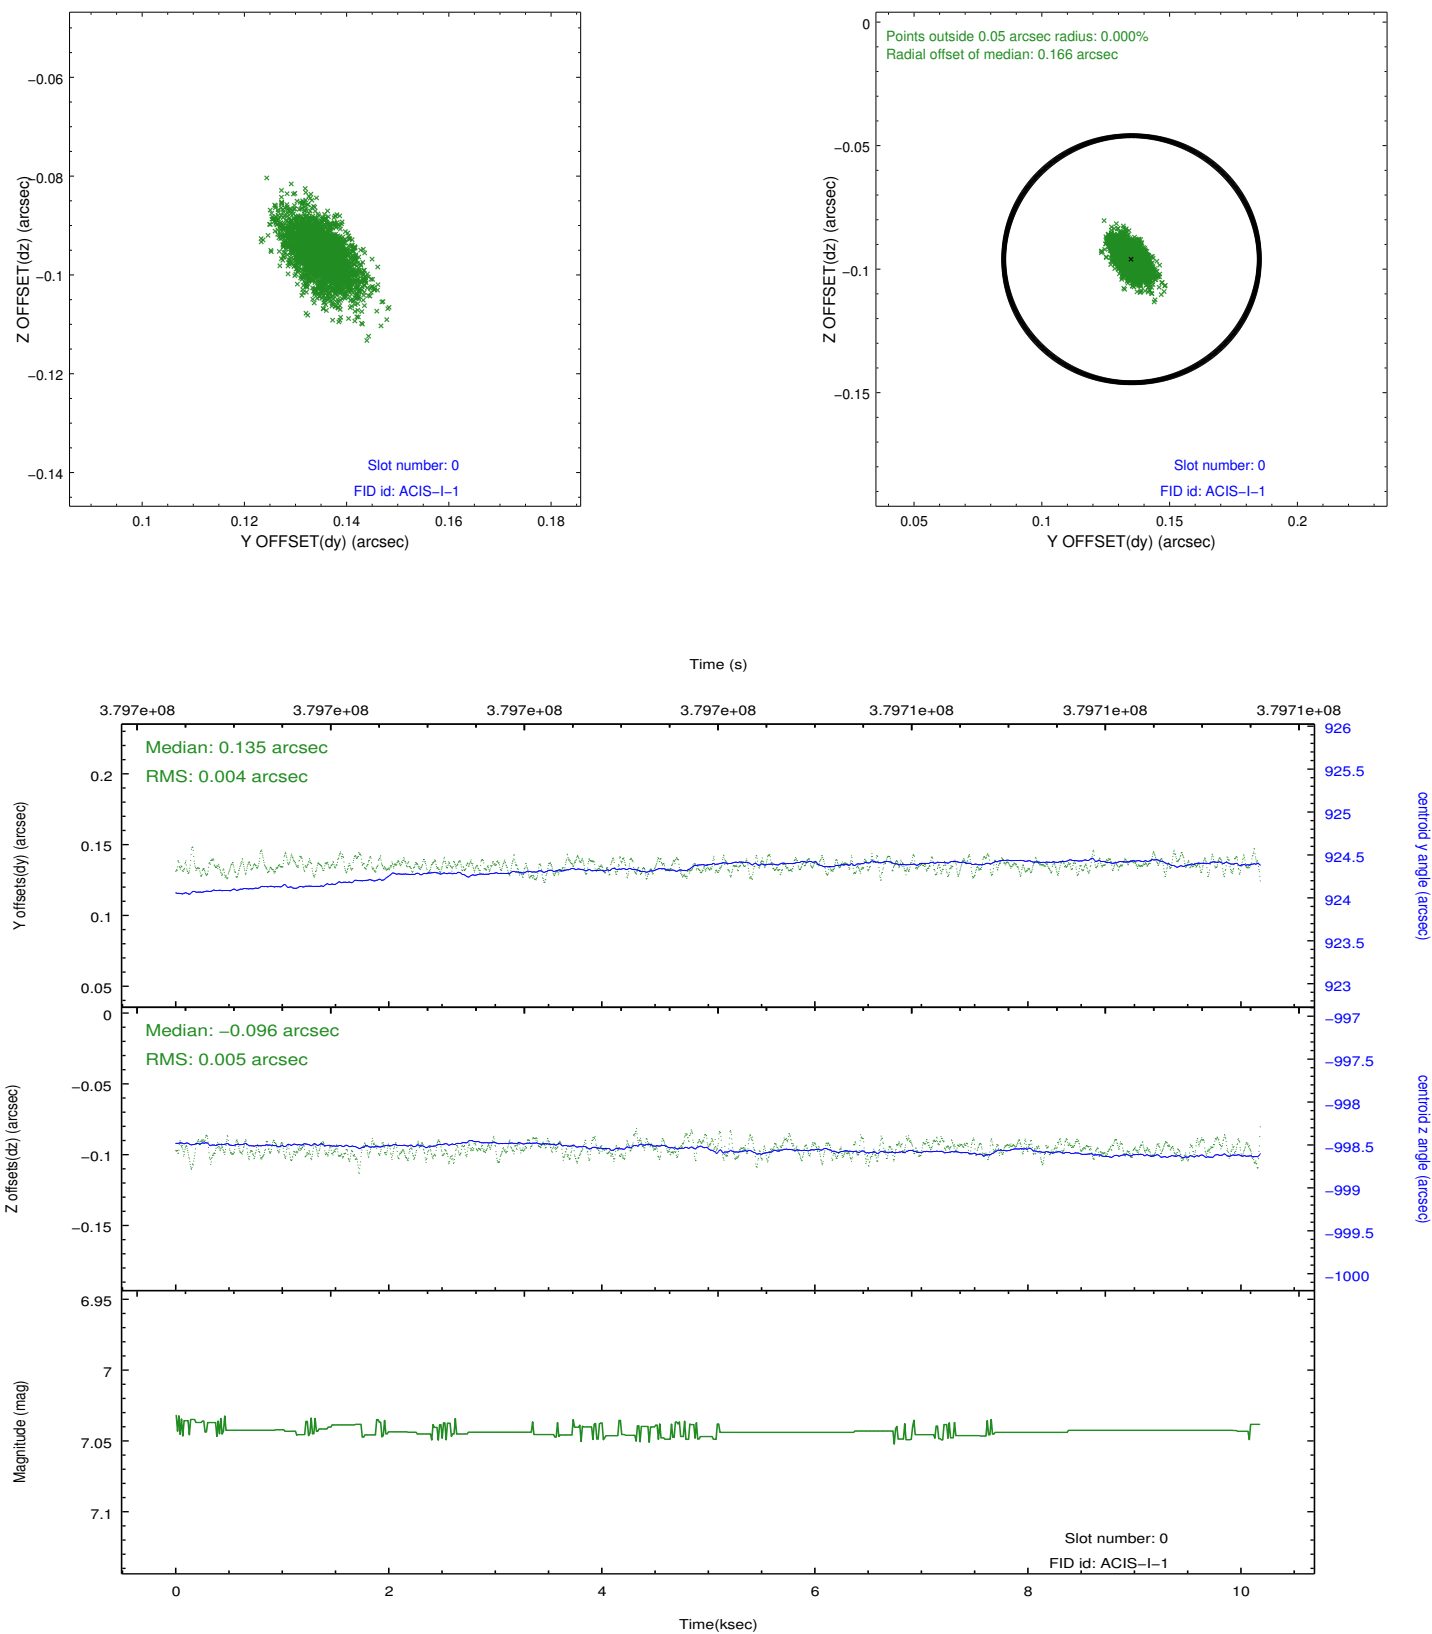 −0.06
−0.08
−0.1
−0.12
−0.14
Z OFFSET(dz) (arcsec)
Slot number: 0
FID id: ACIS−I−1
0.1 0.12 0.14 0.16 0.18
Y OFFSET(dy) (arcsec)
Points outside 0.05 arcsec radius: 0.000%
Radial offset of median: 0.166 arcsec
0
−0.05
−0.1
−0.15
Z OFFSET(dz) (arcsec)
Slot number: 0
FID id: ACIS−I−1
0.05 0.1 0.15 0.2
Y OFFSET(dy) (arcsec)
Time (s)
3.797e+08 3.797e+08 3.797e+08 3.797e+08 3.7971e+08 3.7971e+08 3.7971e+08
Median: 0.135 arcsec
RMS: 0.004 arcsec
0.2
0.15
0.1
0.05
Y offsets(dy) (arcsec)
926
925.5
925
924.5
924
923.5
923
centroid y angle (arcsec)
Median: −0.096 arcsec
RMS: 0.005 arcsec
0
−0.05
−0.1
−0.15
Z offsets(dz) (arcsec)
−997
−997.5
−998
−998.5
−999
−999.5
−1000
centroid z angle (arcsec)
6.95
7
7.05
7.1
Magnitude (mag)
Slot number: 0
FID id: ACIS−I−1
0 2 4 6 8 10
Time(ksec)